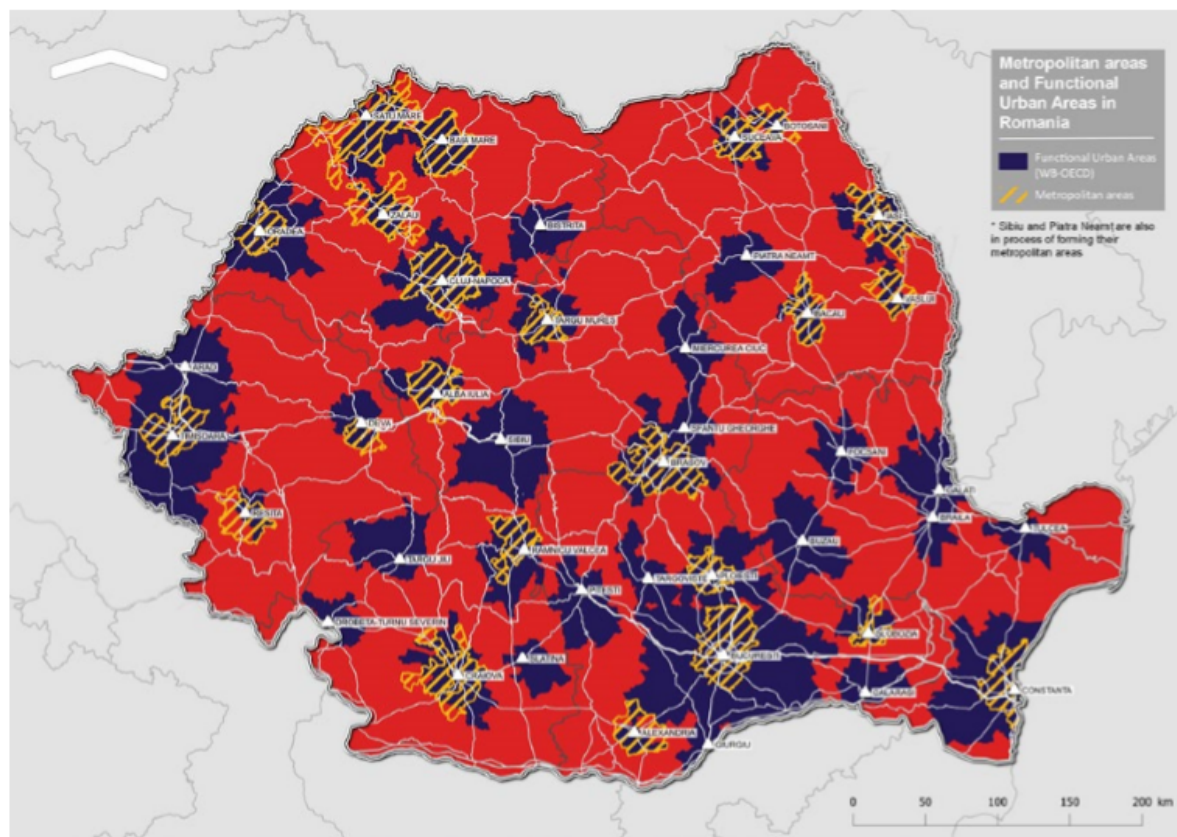 Metropolitan areas
and Functional
Urban Areas in
Romania
Functional Urban Areas
(WB-OECD)
Metropolitan areas
* Sibiu and Piatra Neamț are also
in process of forming their
metropolitan areas
SATU MARE
BAIA MARE
BOTOSANI
SUCEAVA
ZALAU
IASI
BISTRITA
ORADEA
PIATRA NEAMT
CLUJ-NAPOCA
VASLUI
BACAU
TARGU MURES
MIERCUREA CIUC
ARAD
ALBA IULIA
DEVA
SFANTU GHEORGHE
TIMISOARA
SIBIU
FOCSANI
BRASOV
GALATI
RESITA
BRAILA
TULCEA
BUZAU
RAMNICU VALCEA
TARGU JIU
TARGOVISTE
PLOIESTI
PITESTI
DROBETA-TURNU SEVERIN
SLOBOZIA
BUCURESTI
SLATINA
CRAIOVA
CALARASI
CONSTANTA
ALEXANDRIA
GIURGIU
0 50 100 150 200 km